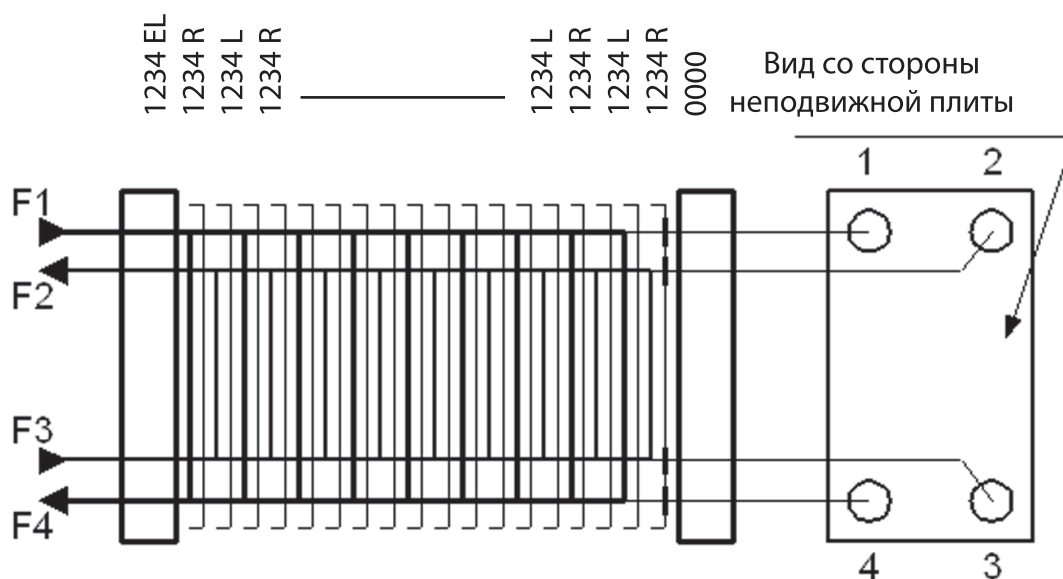 1234 EL
1234 R
1234 L
1234 R
1234 L
1234 R
1234 L
1234 R
0000
Вид со стороны
неподвижной плиты
1 2
F1
F2
F3
F4
4 3